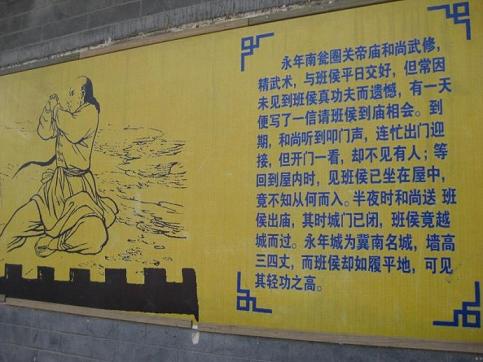 永年南瓮圈关帝庙和尚武修，
精武术，与班侯平日交好，但常因
未见到班侯真功夫而遗憾，有一天
便写了一信请班侯到庙相会。到
期，和尚听到叩门声，连忙出门迎
接，但开门一看，却不见有人；等
回到屋内时，见班侯已坐在屋中，
竟不知从何而入。半夜时和尚送 班
侯出庙，其时城门已闭，班侯竟越
城而过。永年城为冀南名城，墙高
三四丈，而班侯却如履平地，可见
其轻功之高。